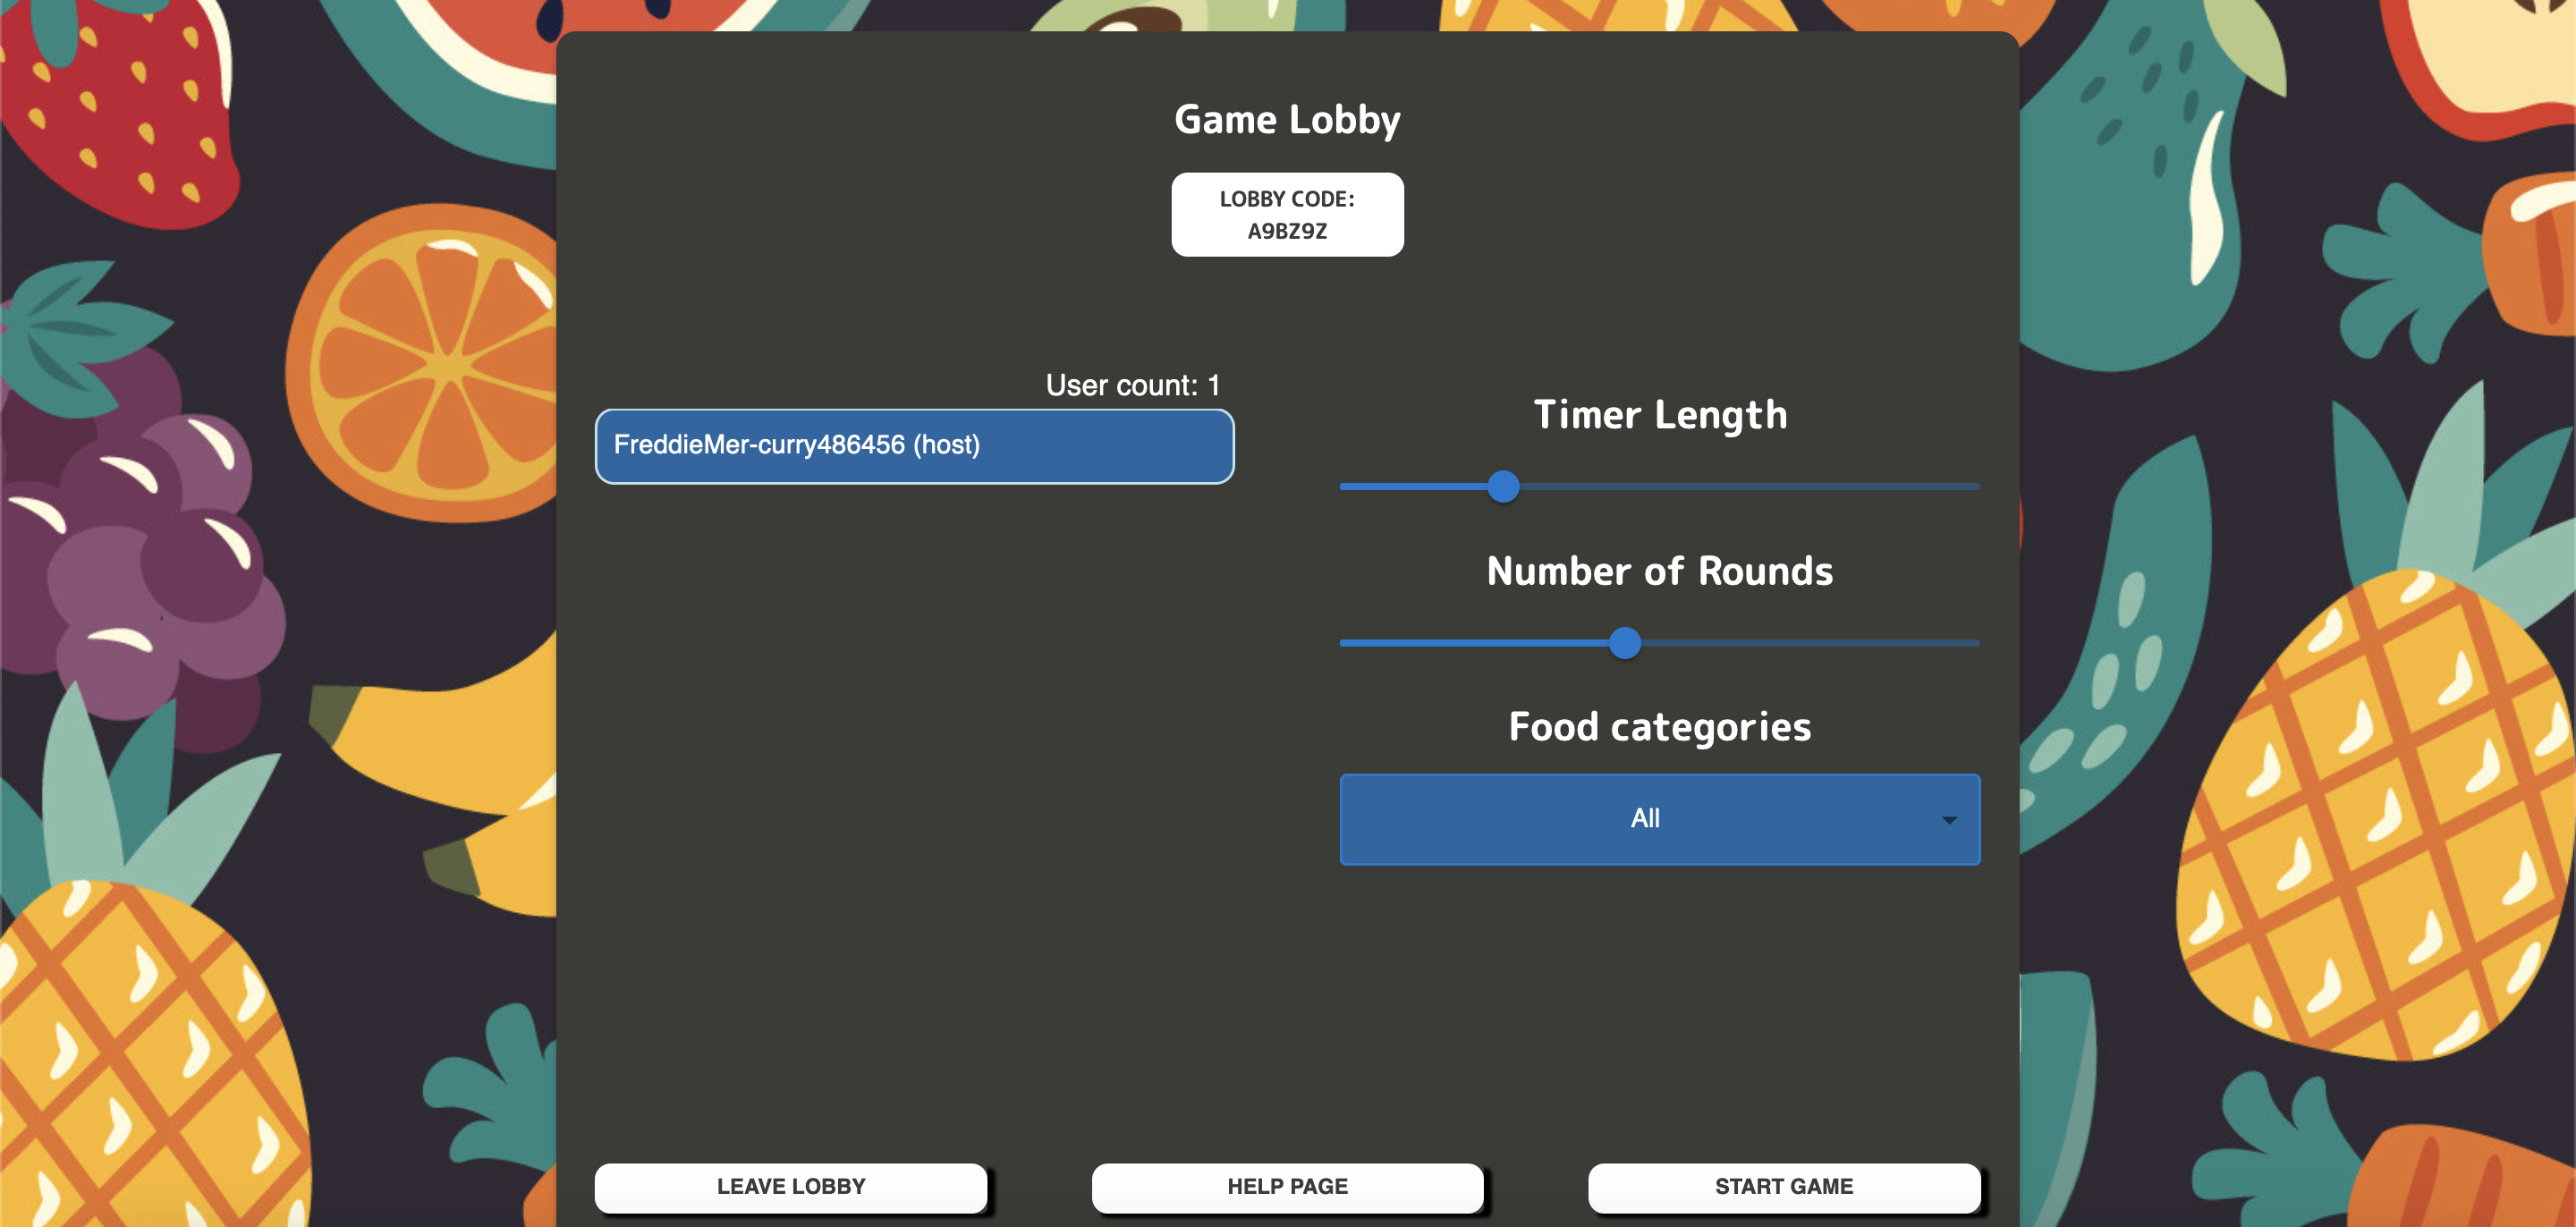 Game Lobby
LOBBY CODE:
A9BZ9Z
User count: 1
FreddieMer-curry486456 (host)
Timer Length
Number of Rounds
Food categories
All
LEAVE LOBBY
HELP PAGE
START GAME